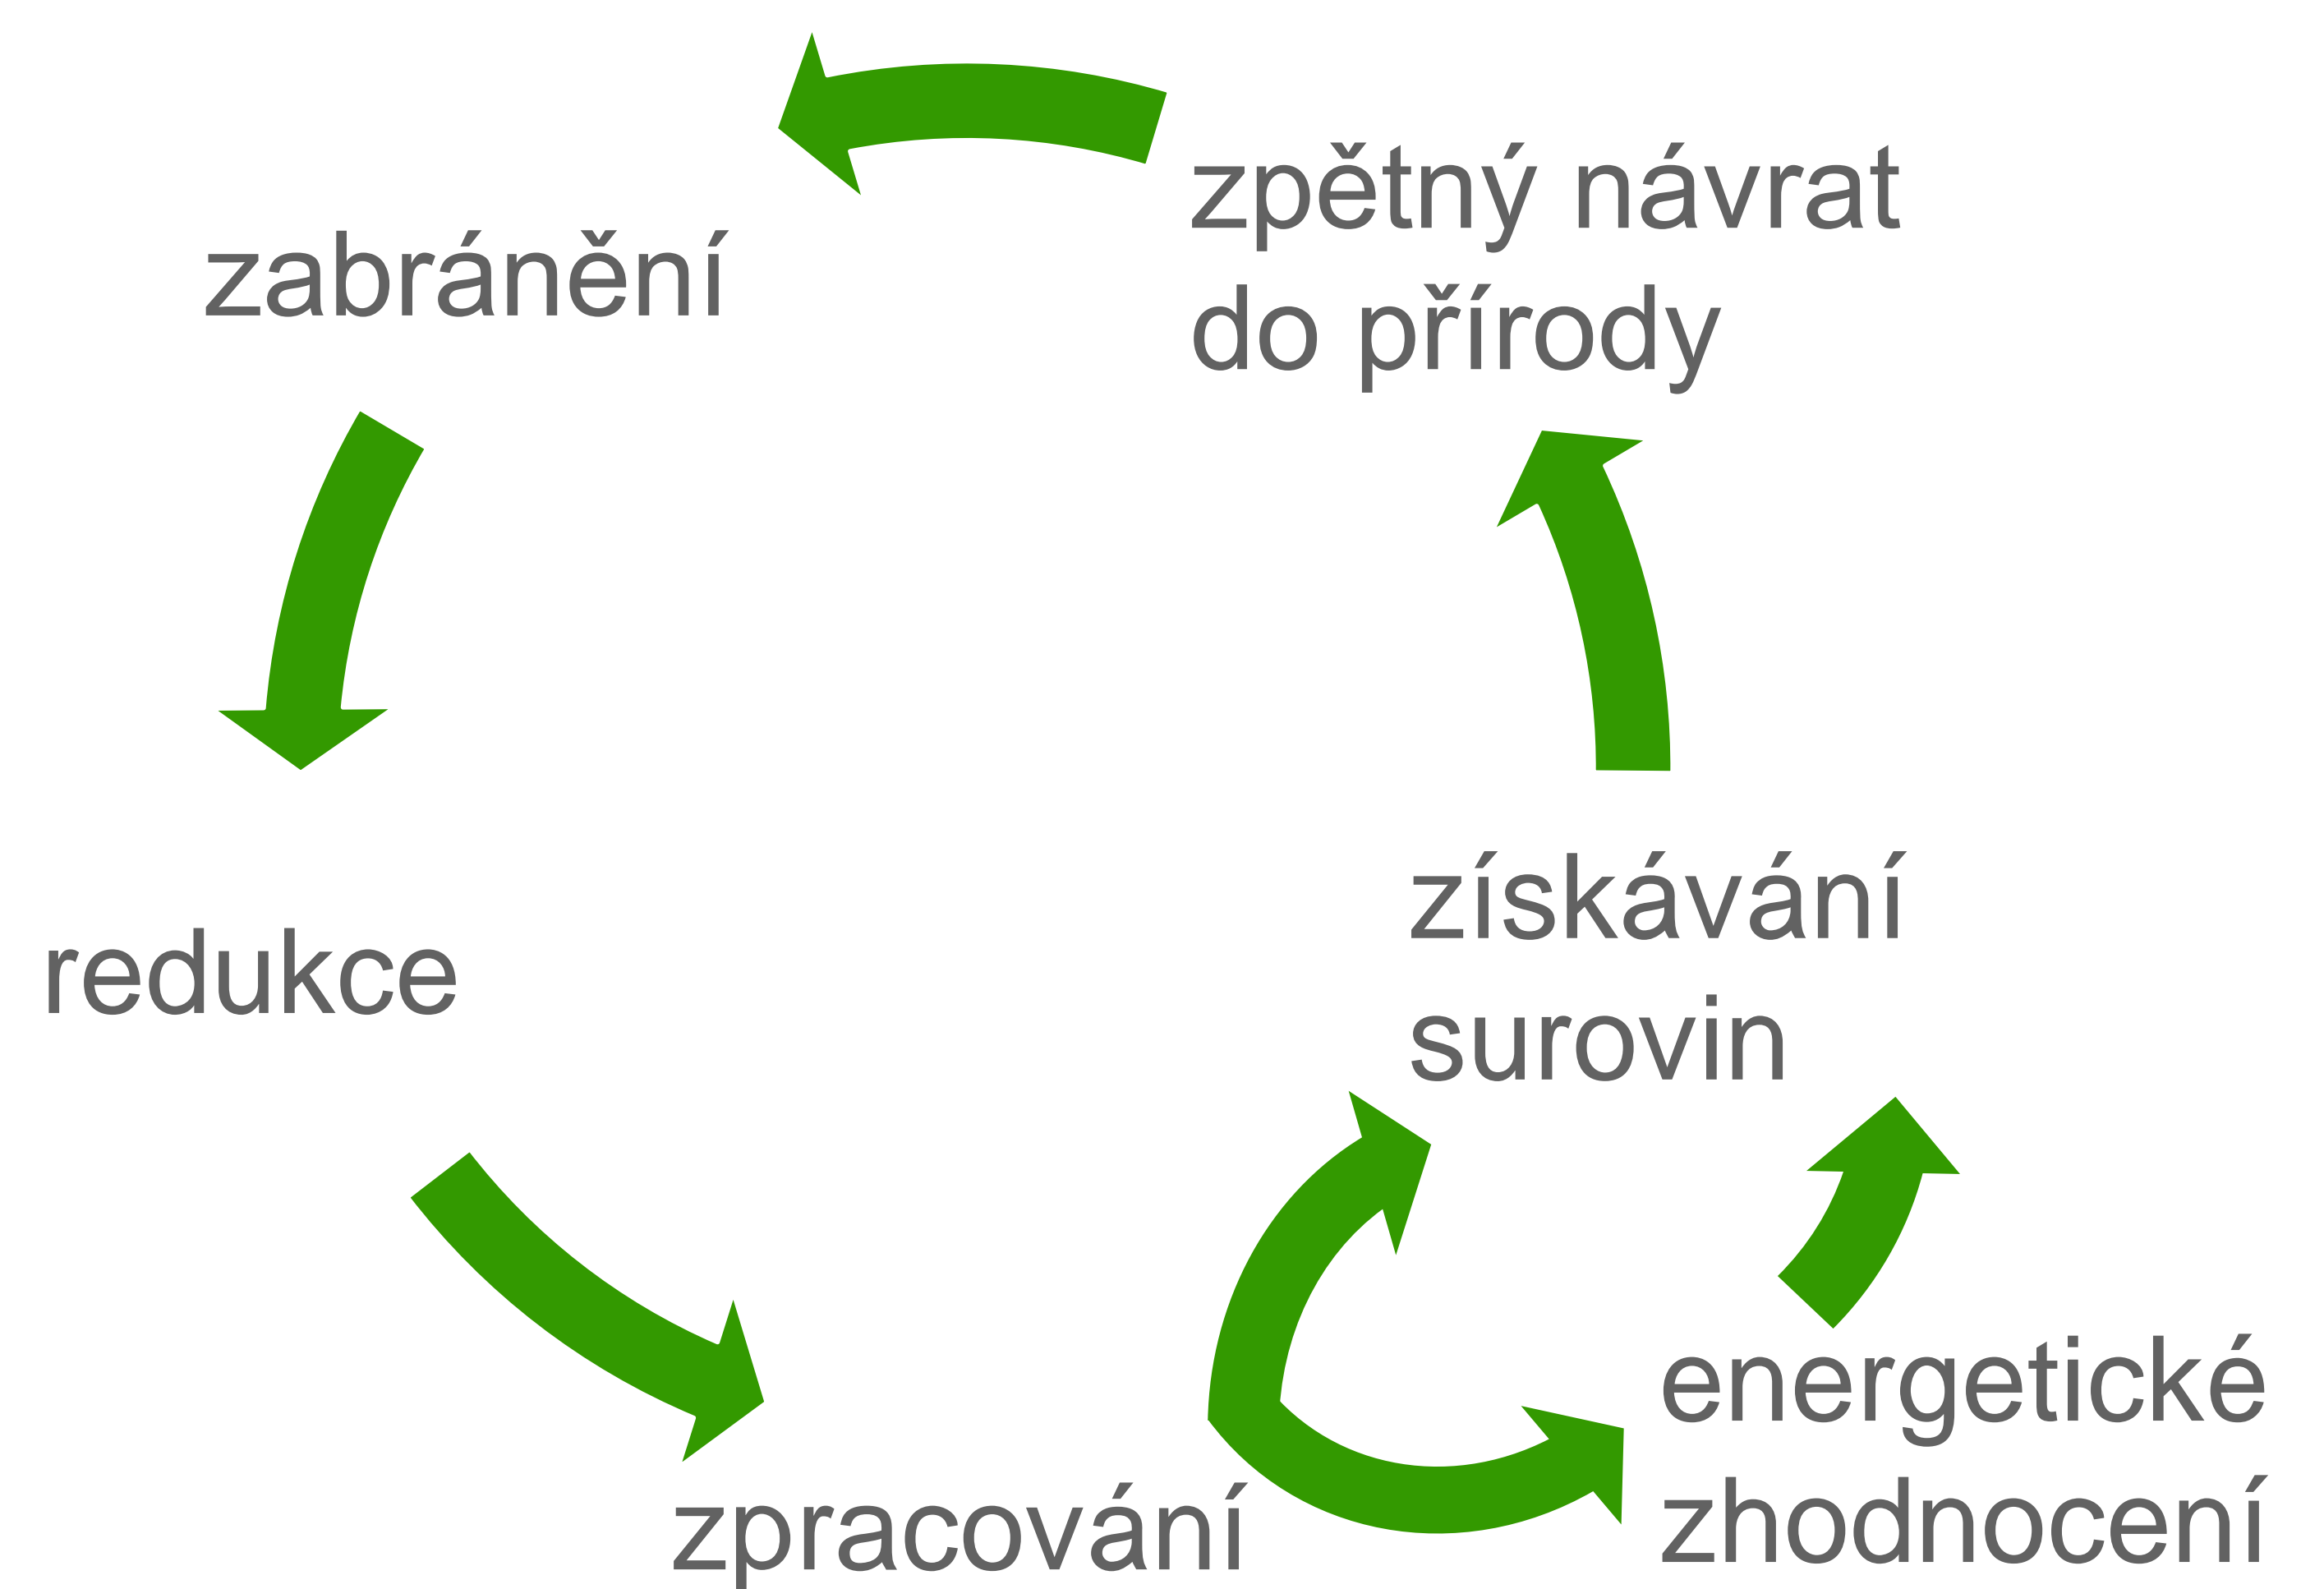 zpětný návrat
do přírody
zabránění
získávání
surovin
redukce
energetické
zhodnocení
zpracování